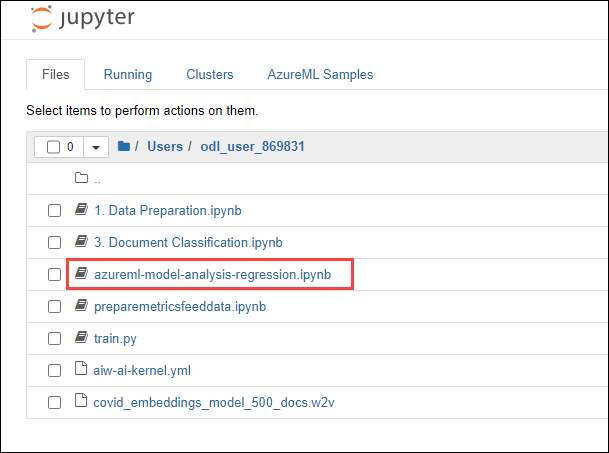 jupyter
Files Running Clusters AzureML Samples
Select items to perform actions on them.
0 / Users / odl_user_869831
..
1. Data Preparation.ipynb
3. Document Classification.ipynb
azureml-model-analysis-regression.ipynb
preparemetricsfeeddata.ipynb
train.py
aiw-ai-kernel.yml
covid_embeddings_model_500_docs.w2v